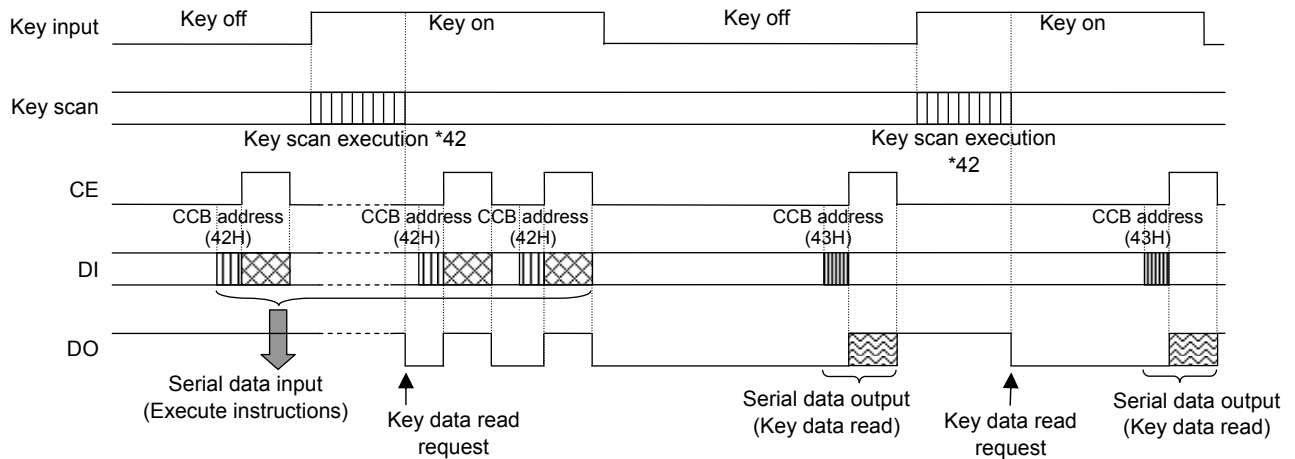 Key input
Key off
Key on
Key off
Key on
Key scan
Key scan execution *42
Key scan execution
*42
CE
CCB address
(42H)
CCB address
(42H)
CCB address
(42H)
CCB address
(43H)
CCB address
(43H)
DI
DO
Serial data input
(Execute instructions)
Key data read
request
Serial data output
(Key data read)
Key data read
request
Serial data output
(Key data read)